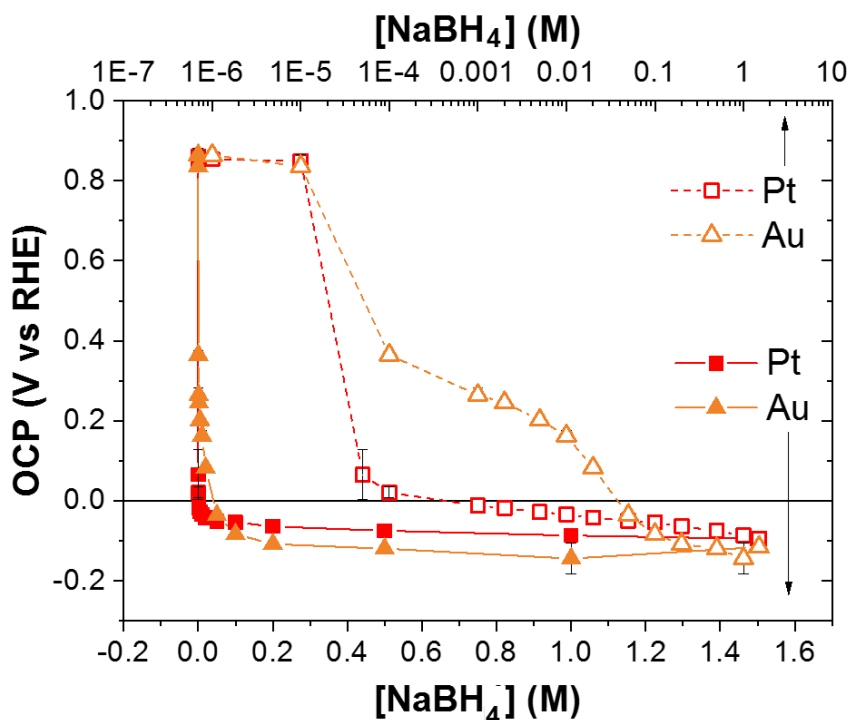 [NaBH4] (M)
1E-7 1E-6 1E-5 1E-4 0.001 0.01 0.1 1 10
1.0
0.8
0.6
0.4
0.2
0.0
-0.2
OCP (V vs RHE)
Pt
Au
Pt
Au
-0.2 0.0 0.2 0.4 0.6 0.8 1.0 1.2 1.4 1.6
[NaBH4] (M)